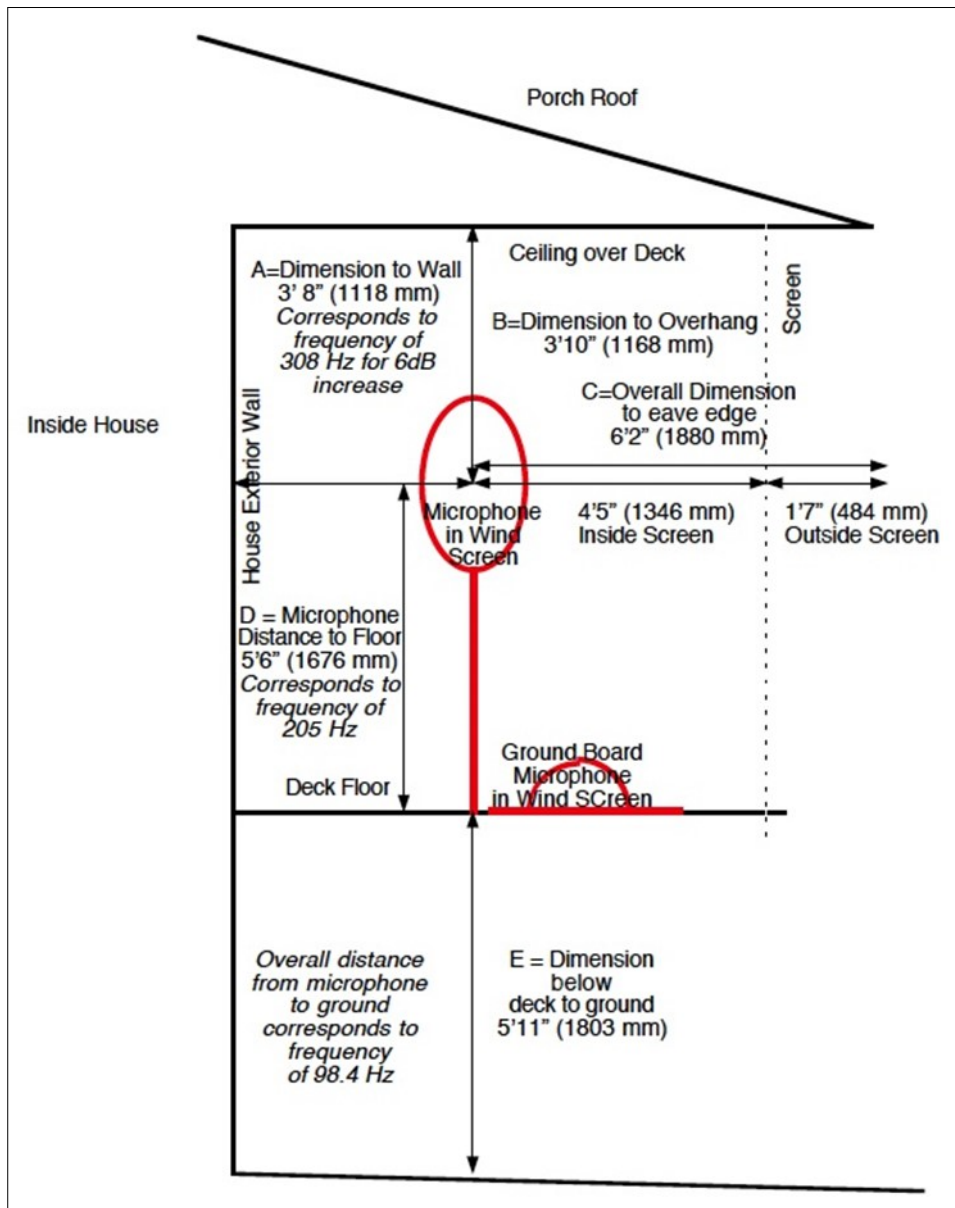 Porch Roof
Ceiling over Deck
Screen
A=Dimension to Wall
3' 8” (1118 mm)
Corresponds to
frequency of
308 Hz for 6dB
increase
B=Dimension to Overhang
3'10” (1168 mm)
C=Overall Dimension
to eave edge
6'2” (1880 mm)
Inside House
House Exterior Wall
Microphone
in Wind
Screen
4'5” (1346 mm)
Inside Screen
1'7” (484 mm)
Outside Screen
D = Microphone
Distance to Floor
5'6” (1676 mm)
Corresponds to
frequency of
205 Hz
Deck Floor
Ground Board
Microphone
in Wind SCreen
Overall distance
from microphone
to ground
corresponds to
frequency
of 98.4 Hz
E = Dimension
below
deck to ground
5'11” (1803 mm)